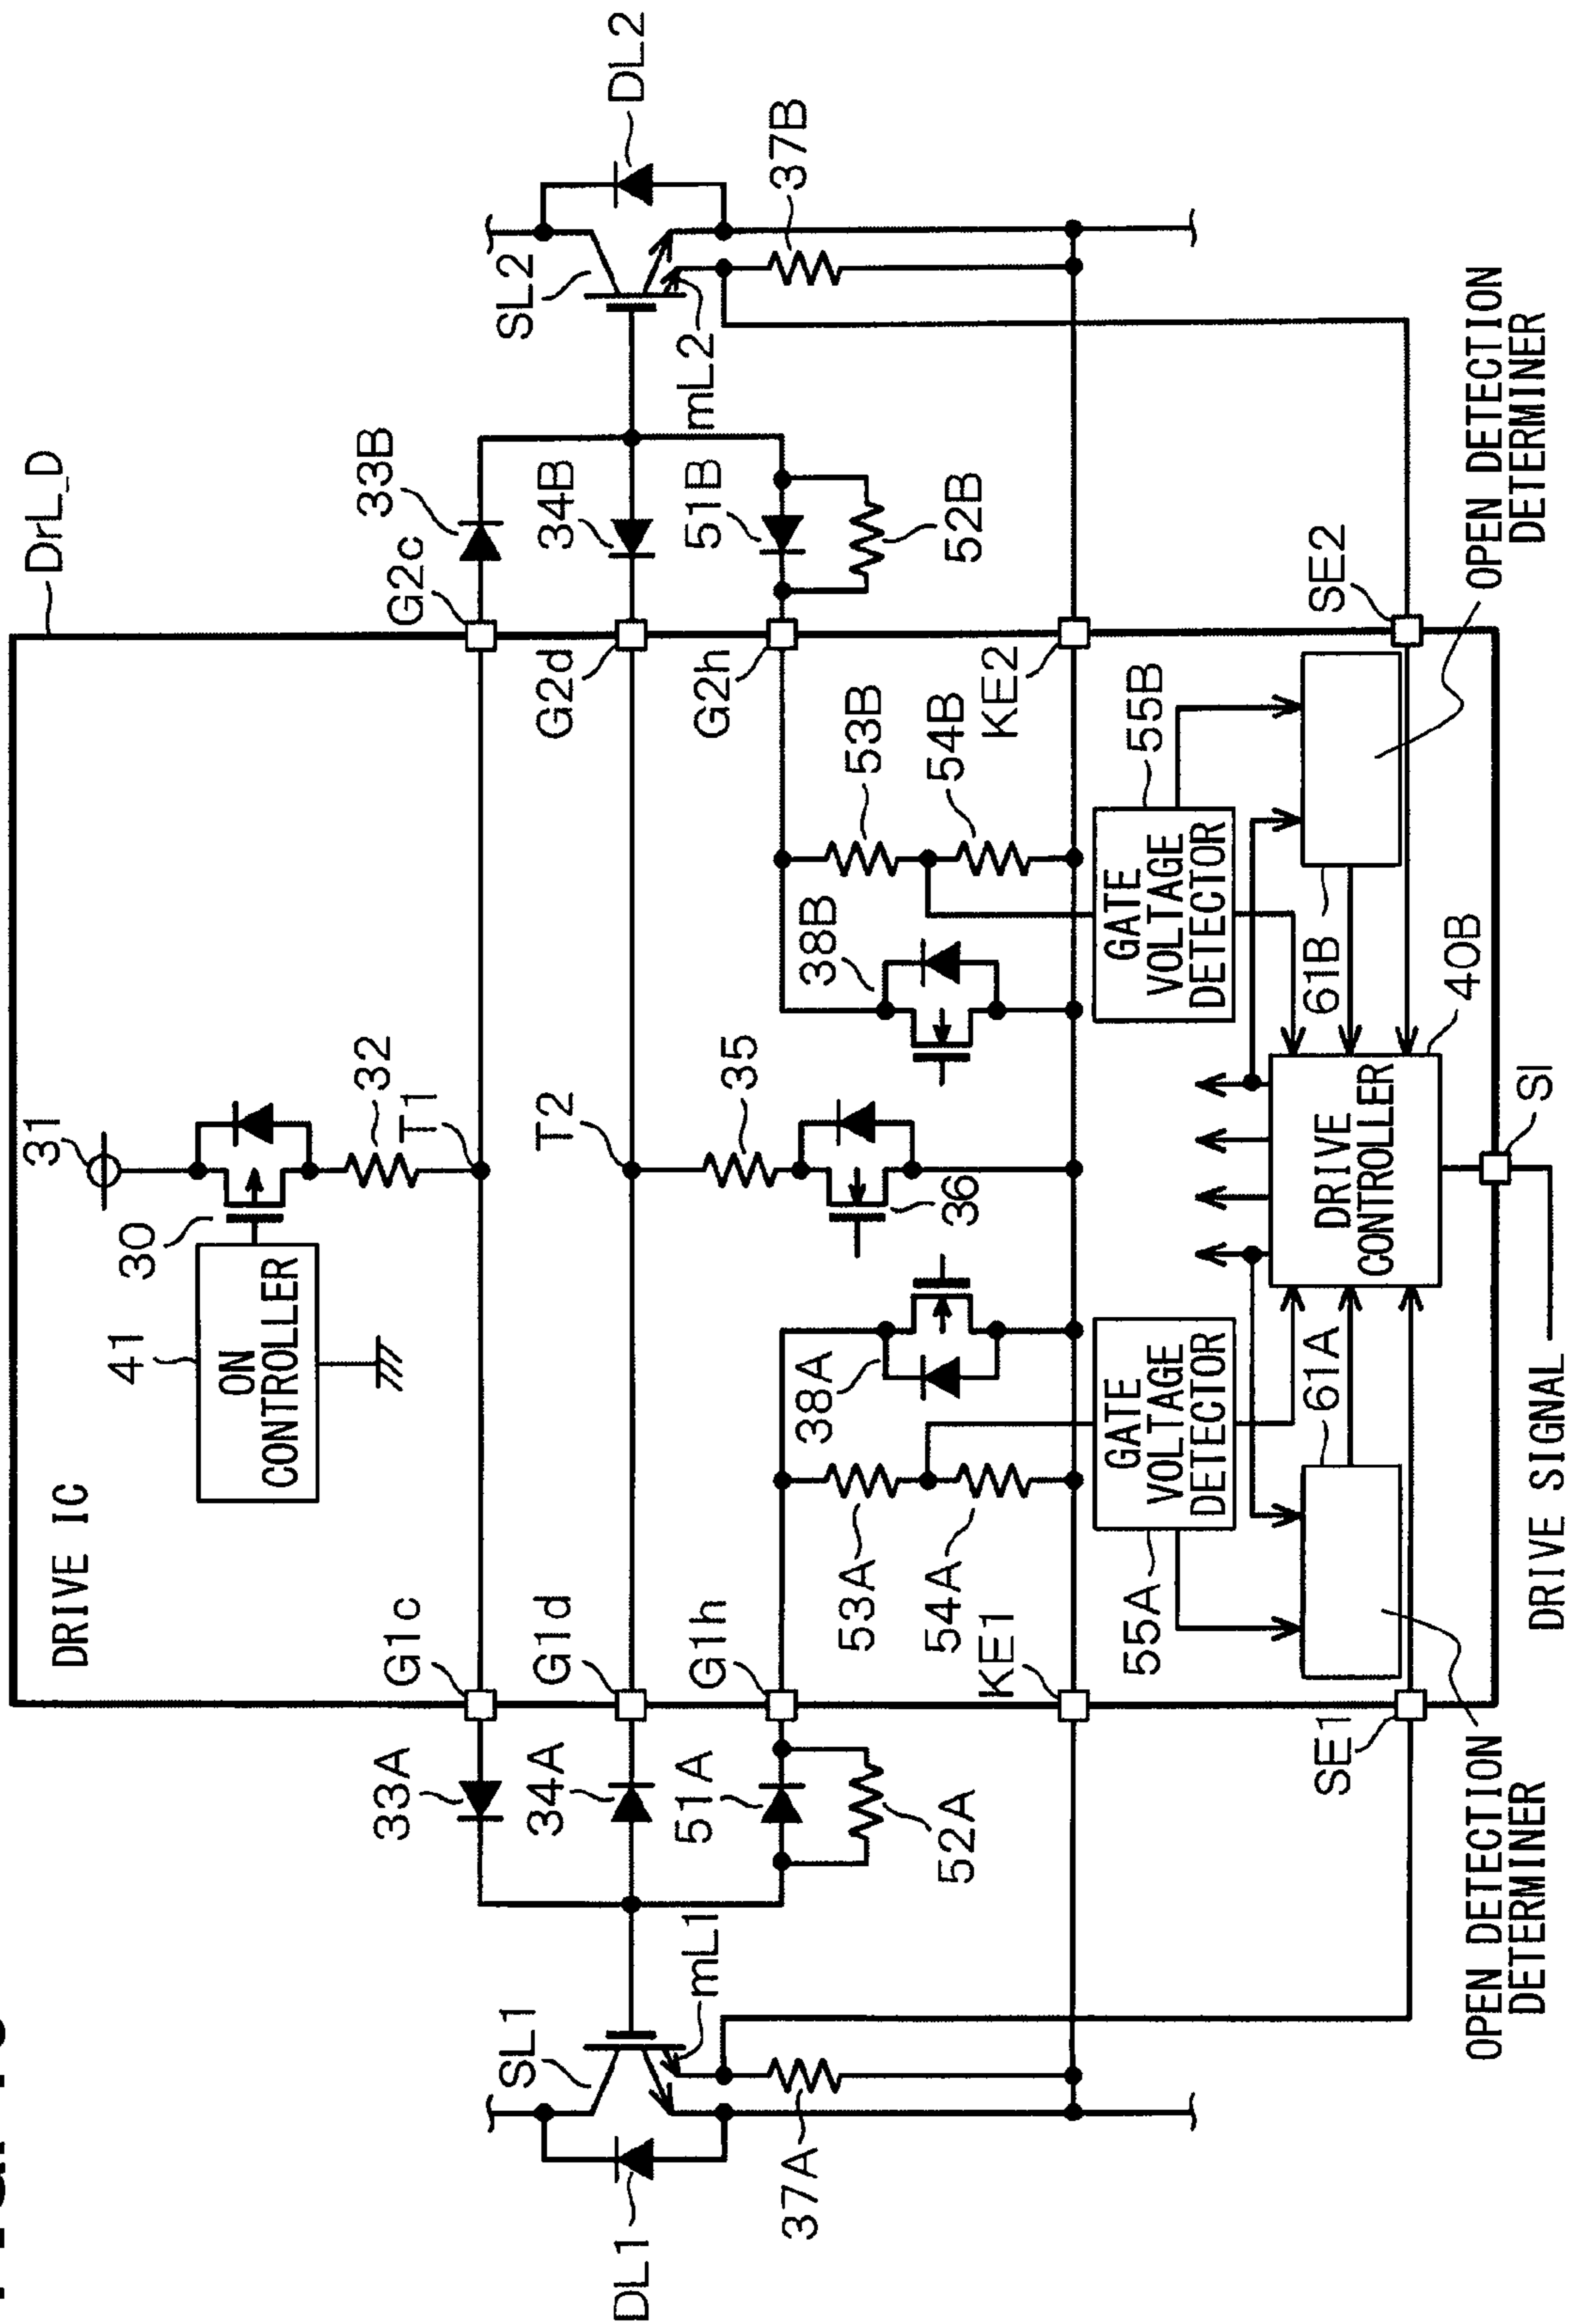 DrL_D
DRIVE IC
31
30
41
ON
CONTROLLER
32
T1
T2
35
36
G1c
G1d
G1h
G2c
G2d
G2h
33A
34A
51A
52A
33B
34B
51B
52B
SL1
mL1
DL1
37A
SL2
mL2
DL2
37B
38A
38B
53A
54A
53B
54B
KE1
KE2
55A
GATE
VOLTAGE
DETECTOR
55B
GATE
VOLTAGE
DETECTOR
61A
61B
40B
DRIVE
CONTROLLER
SE1
SE2
SI
DRIVE SIGNAL
OPEN DETECTION
DETERMINER
OPEN DETECTION
DETERMINER